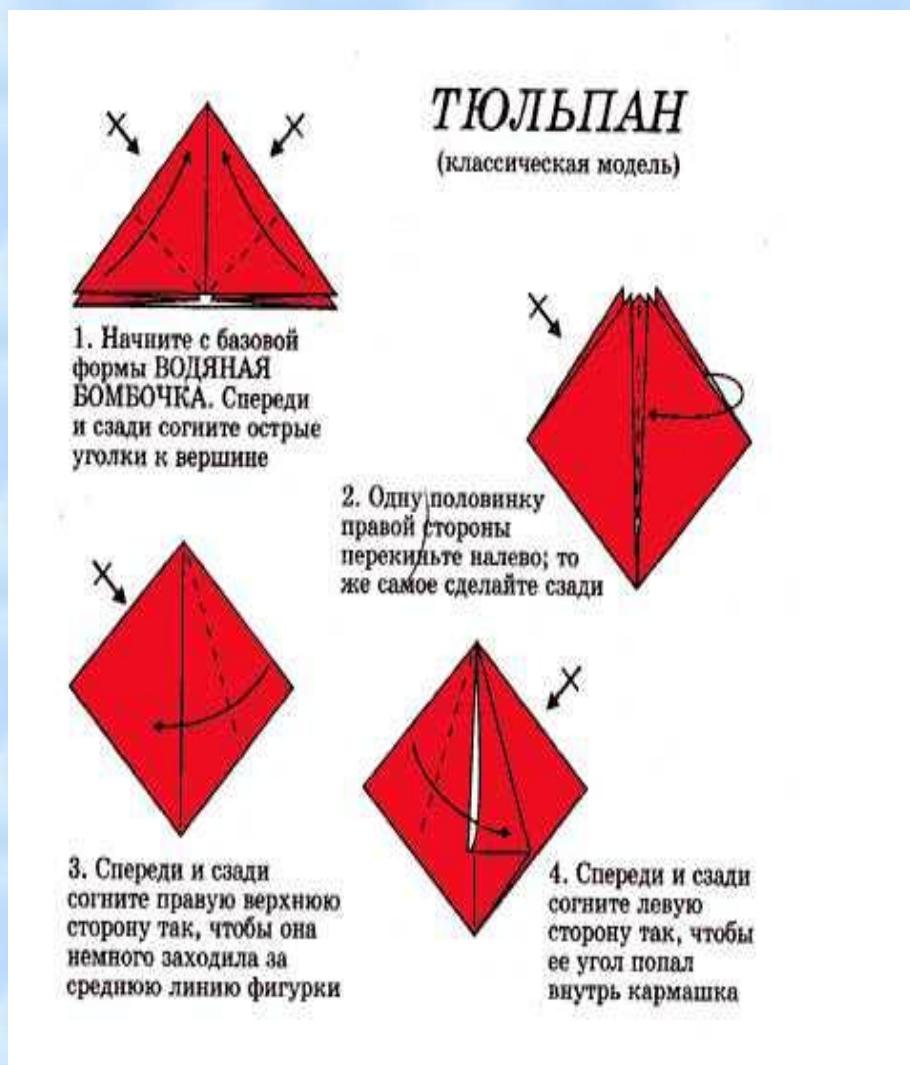 ТЮЛЬПАН
(классическая модель)
1. Начните с базовой
формы ВОДЯНАЯ
БОМБОЧКА. Спереди
и сзади согните острые
уголки к вершине
2. Одну половинку
правой стороны
перекиньте налево; то
же самое сделайте сзади
3. Спереди и сзади
согните правую верхнюю
сторону так, чтобы она
немного заходила за
среднюю линию фигурки
4. Спереди и сзади
согните левую
сторону так, чтобы
ее угол попал
внутрь кармашка